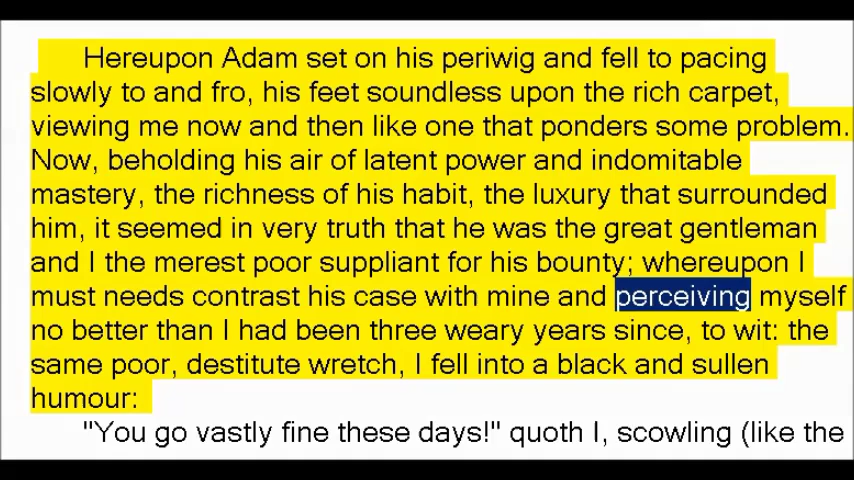 Hereupon Adam set on his periwig and fell to pacing
slowly to and fro, his feet soundless upon the rich carpet,
viewing me now and then like one that ponders some problem.
Now, beholding his air of latent power and indomitable
mastery, the richness of his habit, the luxury that surrounded
him, it seemed in very truth that he was the great gentleman
and I the merest poor suppliant for his bounty; whereupon I
must needs contrast his case with mine and perceiving myself
no better than I had been three weary years since, to wit: the
same poor, destitute wretch, I fell into a black and sullen
humour:
"You go vastly fine these days!" quoth I, scowling (like the